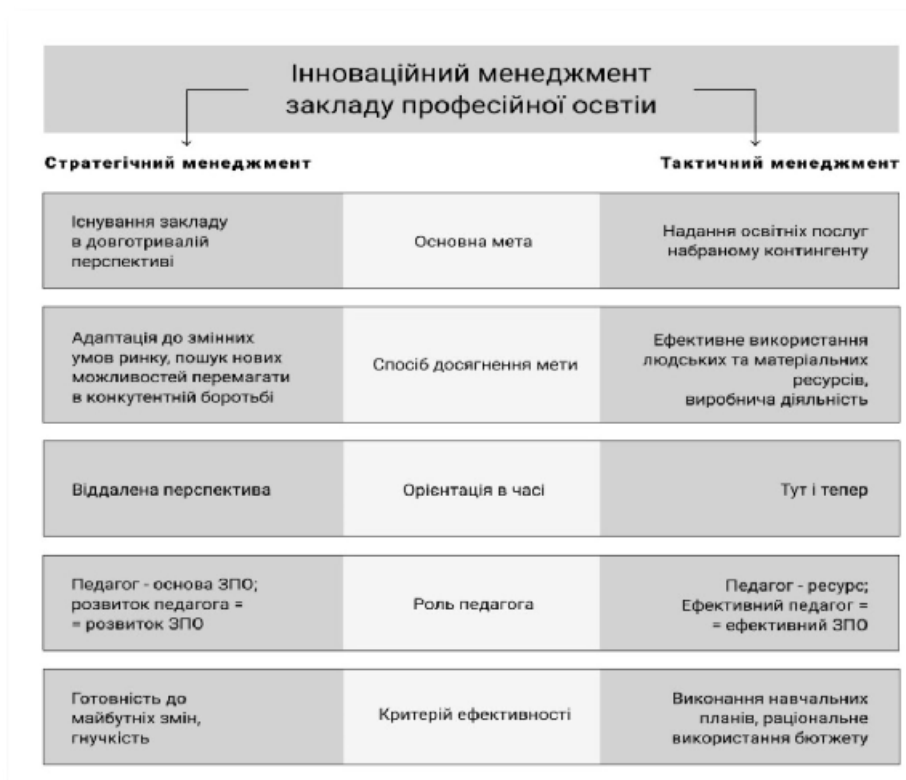 Інноваційний менеджмент
закладу професійної освтіи
Стратегічний менеджмент
Тактичний менеджмент
Існування закладу
в довготривалій
перспективі
Основна мета
Надання освітніх послуг
набраному контингенту
Адаптація до змінних
умов ринку, пошук нових
можливостей перемагати
в конкутентній боротьбі
Спосіб досягнення мети
Ефективне використання
людських та матеріальних
ресурсів,
виробнича діяльність
Віддалена перспектива
Орієнтація в часі
Тут і тепер
Педагог - основа ЗПО;
розвиток педагога =
= розвиток ЗПО
Роль педагога
Педагог - ресурс;
Ефективний педагог =
= ефективний ЗПО
Готовність до
майбутніх змін,
гнучкість
Критерій ефективності
Виконання навчальних
планів, раціональне
використання бютжету